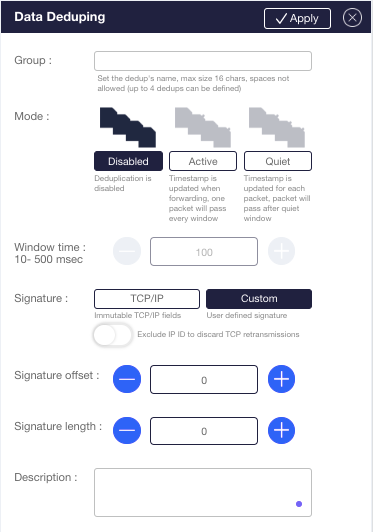 Data Deduping
Apply
Group :
Set the dedup's name, max size 16 chars, spaces not
allowed (up to 4 dedups can be defined)
Mode :
Disabled
Active
Quiet
Deduplication is
disabled
Timestamp is
updated when
forwarding, one
packet will pass
every window
Timestamp is
updated for each
packet, packet will
pass after quiet
window
Window time :
10- 500 msec
100
Signature :
TCP/IP
Custom
Immutable TCP/IP fields
User defined signature
Exclude IP ID to discard TCP retransmissions
Signature offset :
0
Signature length :
0
Description :